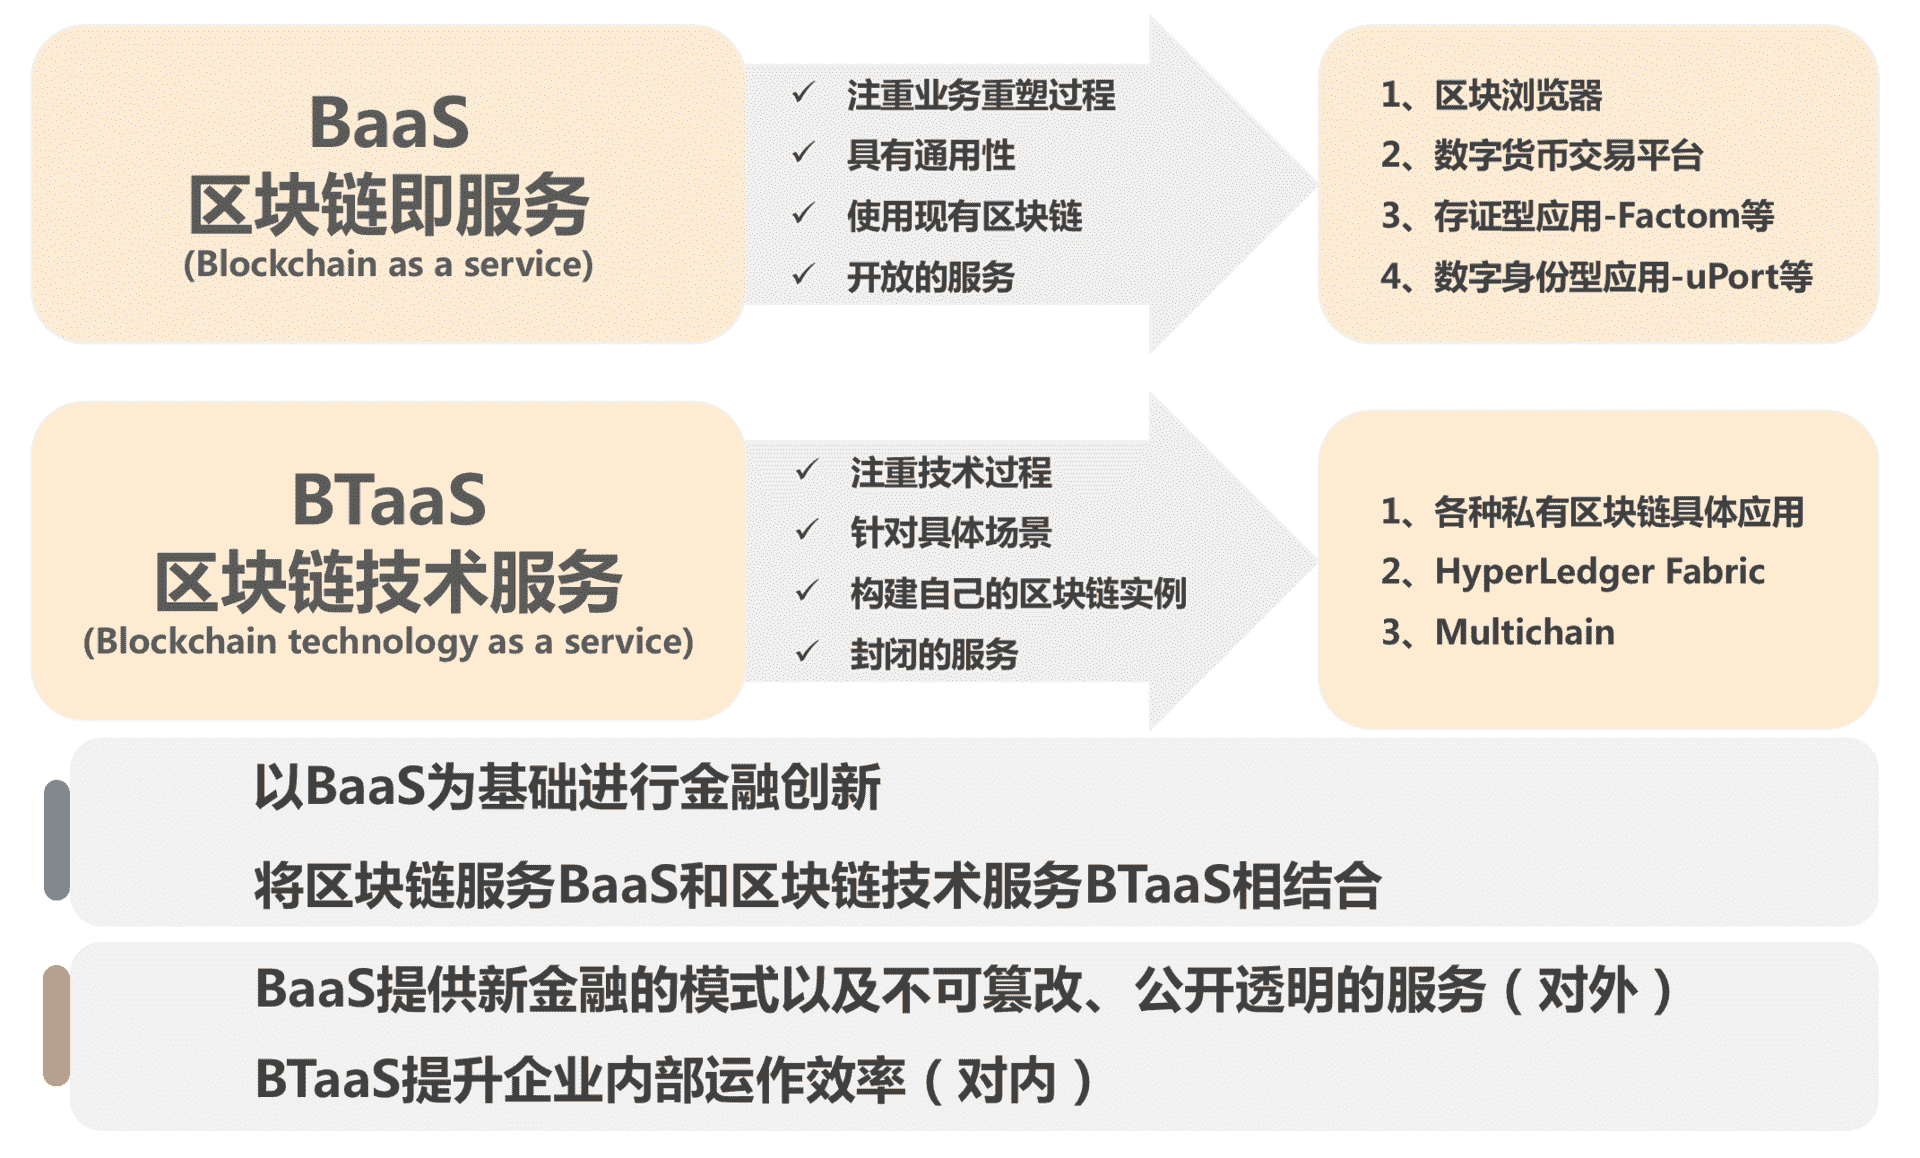 BaaS
区块链即服务
(Blockchain as a service)
✓ 注重业务重塑过程
✓ 具有通用性
✓ 使用现有区块链
✓ 开放的服务
1、区块浏览器
2、数字货币交易平台
3、存证型应用-Factom等
4、数字身份型应用-uPort等
BTaaS
区块链技术服务
(Blockchain technology as a service)
✓ 注重技术过程
✓ 针对具体场景
✓ 构建自己的区块链实例
✓ 封闭的服务
1、各种私有区块链具体应用
2、HyperLedger Fabric
3、Multichain
以BaaS为基础进行金融创新
将区块链服务BaaS和区块链技术服务BTaaS相结合
BaaS提供新金融的模式以及不可篡改、公开透明的服务（对外）
BTaaS提升企业内部运作效率（对内）